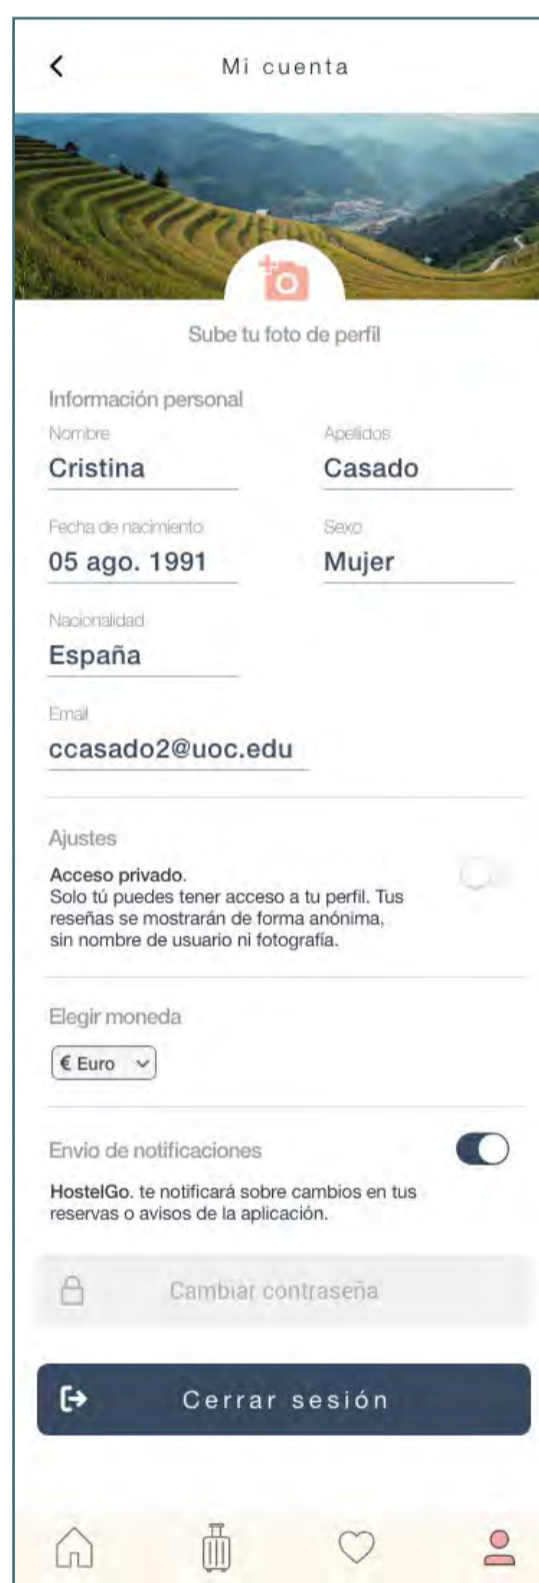 Mi cuenta
Sube tu foto de perfil
Información personal
Nombre
Apellidos
Cristina
Casado
Fecha de nacimiento
Sexo
05 ago. 1991
Mujer
Nacionalidad
España
Email
ccasado2@uoc.edu
Ajustes
Acceso privado.
Solo tú puedes tener acceso a tu perfil. Tus
reseñas se mostrarán de forma anónima,
sin nombre de usuario ni fotografía.
Elegir moneda
€ Euro
Envio de notificaciones
HostelGo. te notificará sobre cambios en tus
reservas o avisos de la aplicación.
Cambiar contraseña
Cerrar sesión